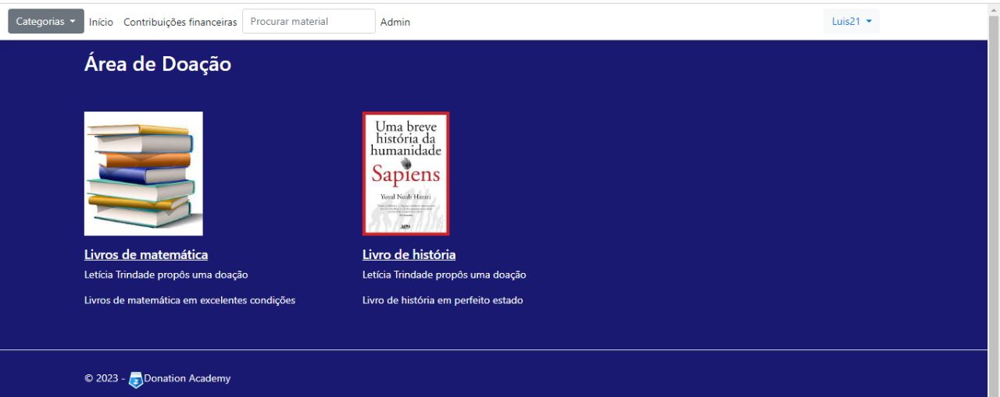 Categorias
Início
Contribuições financeiras
Procurar material
Admin
Luis21
Área de Doação
Uma breve
história da
humanidade
Sapiens
Yuval Noah Harari
Livros de matemática
Letícia Trindade propôs uma doação
Livros de matemática em excelentes condições
Livro de história
Letícia Trindade propôs uma doação
Livro de história em perfeito estado
© 2023 - Donation Academy